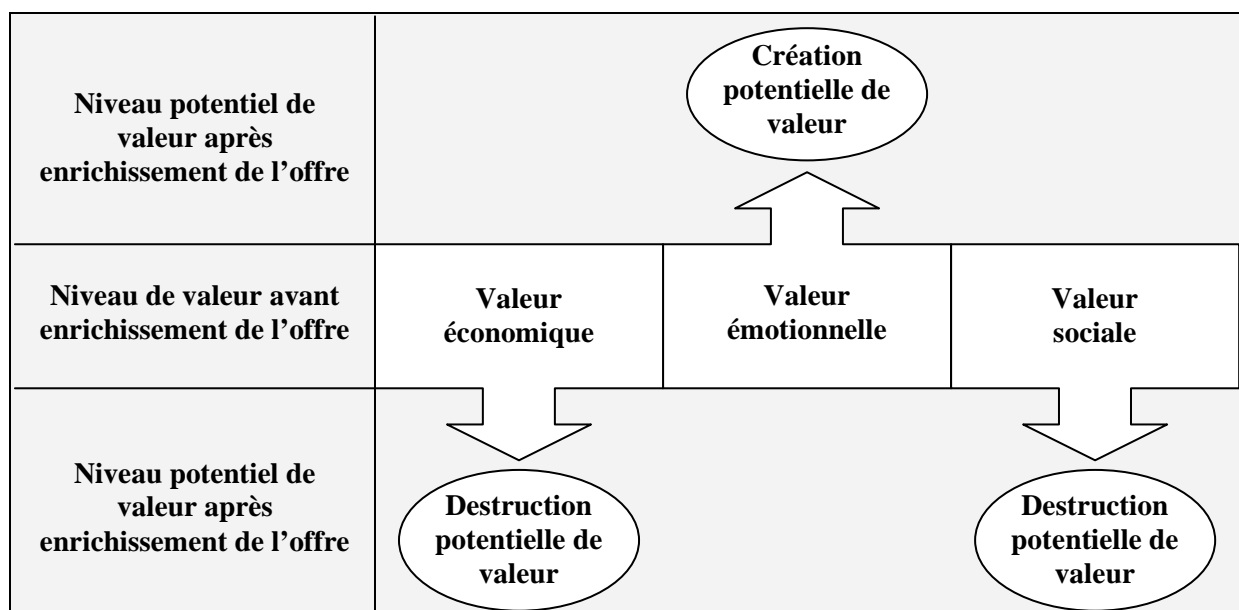 Création
potentielle de
valeur
Niveau potentiel de
valeur après
enrichissement de l’offre
Niveau de valeur avant
enrichissement de l’offre
Valeur
économique
Valeur
émotionnelle
Valeur
sociale
Niveau potentiel de
valeur après
enrichissement de l’offre
Destruction
potentielle de
valeur
Destruction
potentielle de
valeur